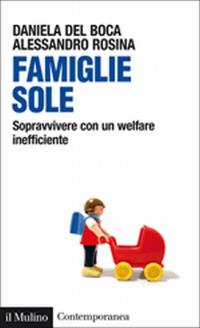 DANIELA DEL BOCA
ALESSANDRO ROSINA
FAMIGLIE
SOLE
Sopravvivere con un welfare
inefficiente
il Mulino Contemporanea